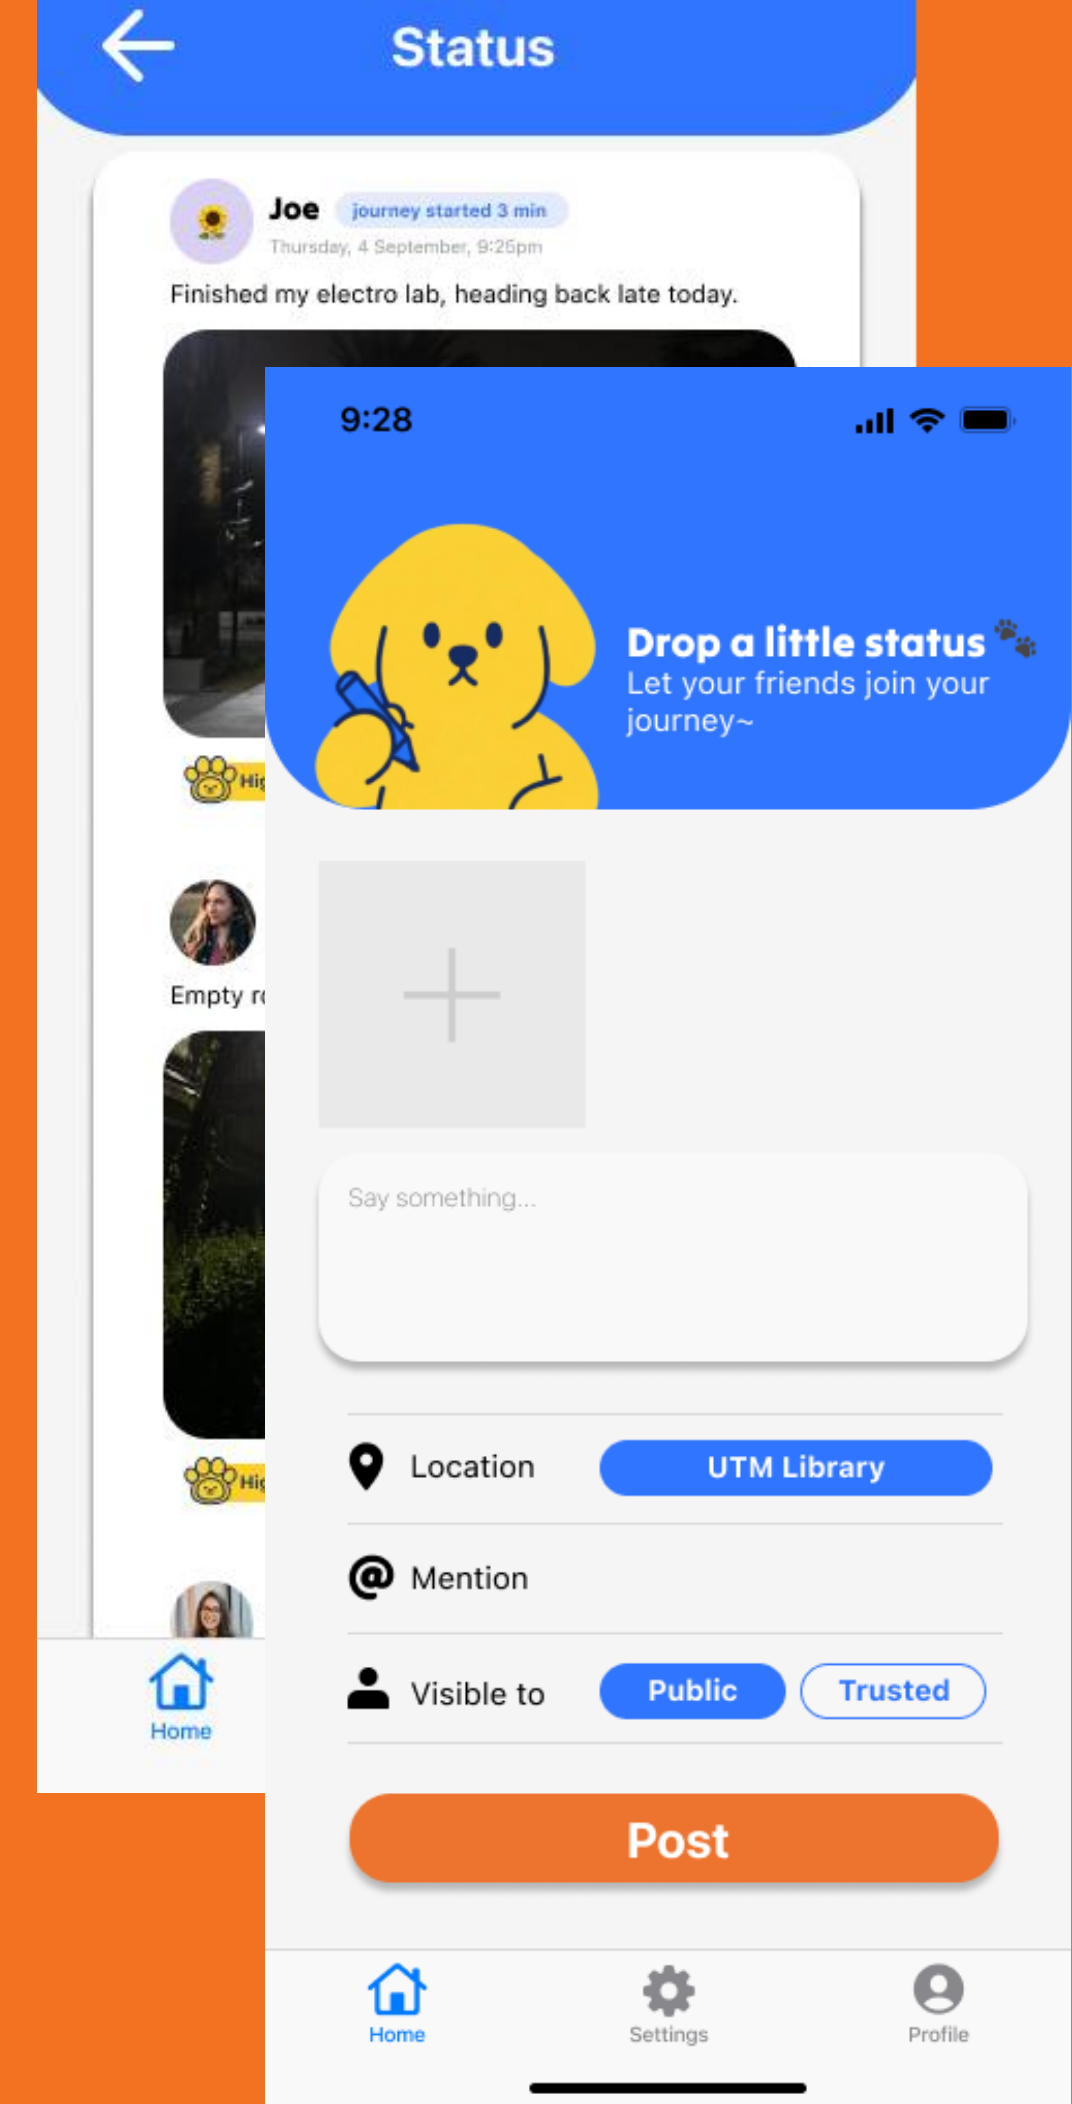 Status
Joe
journey started 3 min
Thursday, 4 September, 9:25pm
Finished my electro lab, heading back late today.
9:28
Drop a little status
Let your friends join your
journey~
Empty
Say something...
Location
UTM Library
@ Mention
Visible to
Public
Trusted
Post
Home
Home
Settings
Profile